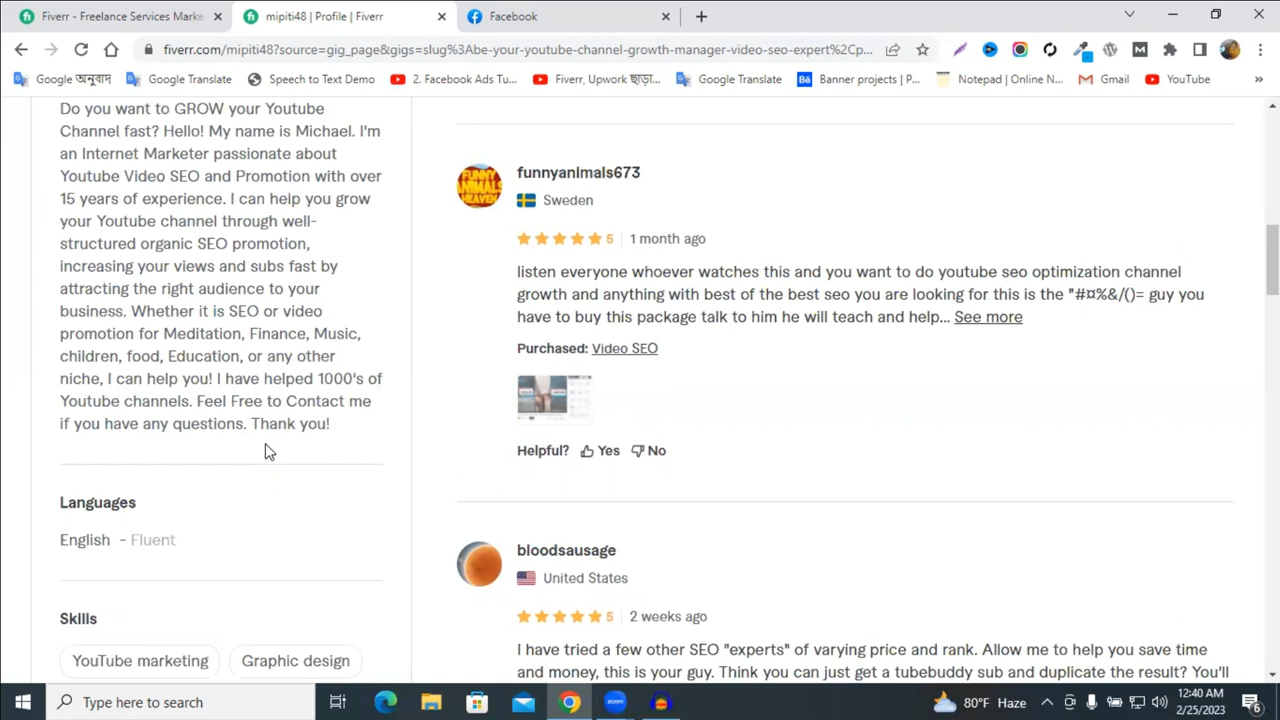 Fiverr - Freelance Services Marke
mipiti48 | Profile | Fiverr
Facebook
fiverr.com/mipiti48?source=gig_page&gigs=slug%3Abe-your-youtube-channel-growth-manager-video-seo-expert%2Cp...
Google অনুবাদ
Google Translate
Speech to Text Demo
2. Facebook Ads Tu...
Fiverr, Upwork ছাড়া...
Google Translate
Banner projects | P...
Notepad | Online N...
Gmail
YouTube
Do you want to GROW your Youtube
Channel fast? Hello! My name is Michael. I'm
an Internet Marketer passionate about
Youtube Video SEO and Promotion with over
15 years of experience. I can help you grow
your Youtube channel through well-
structured organic SEO promotion,
increasing your views and subs fast by
attracting the right audience to your
business. Whether it is SEO or video
promotion for Meditation, Finance, Music,
children, food, Education, or any other
niche, I can help you! I have helped 1000's of
Youtube channels. Feel Free to Contact me
if you have any questions. Thank you!
Languages
English - Fluent
Skills
YouTube marketing
Graphic design
funnyanimals673
FUNNY
ANIMALS
HEAVEN
Sweden
5 | 1 month ago
listen everyone whoever watches this and you want to do youtube seo optimization channel
growth and anything with best of the best seo you are looking for this is the "#¤%&/()= guy you
have to buy this package talk to him he will teach and help... See more
Purchased: Video SEO
Helpful? Yes No
bloodsausage
United States
5 | 2 weeks ago
I have tried a few other SEO "experts" of varying price and rank. Allow me to help you save time
and money, this is your guy. Think you can just get a tubebuddy sub and duplicate the result? You'll
Type here to search
zoom
80°F Haze
12:40 AM
2/25/2023
6